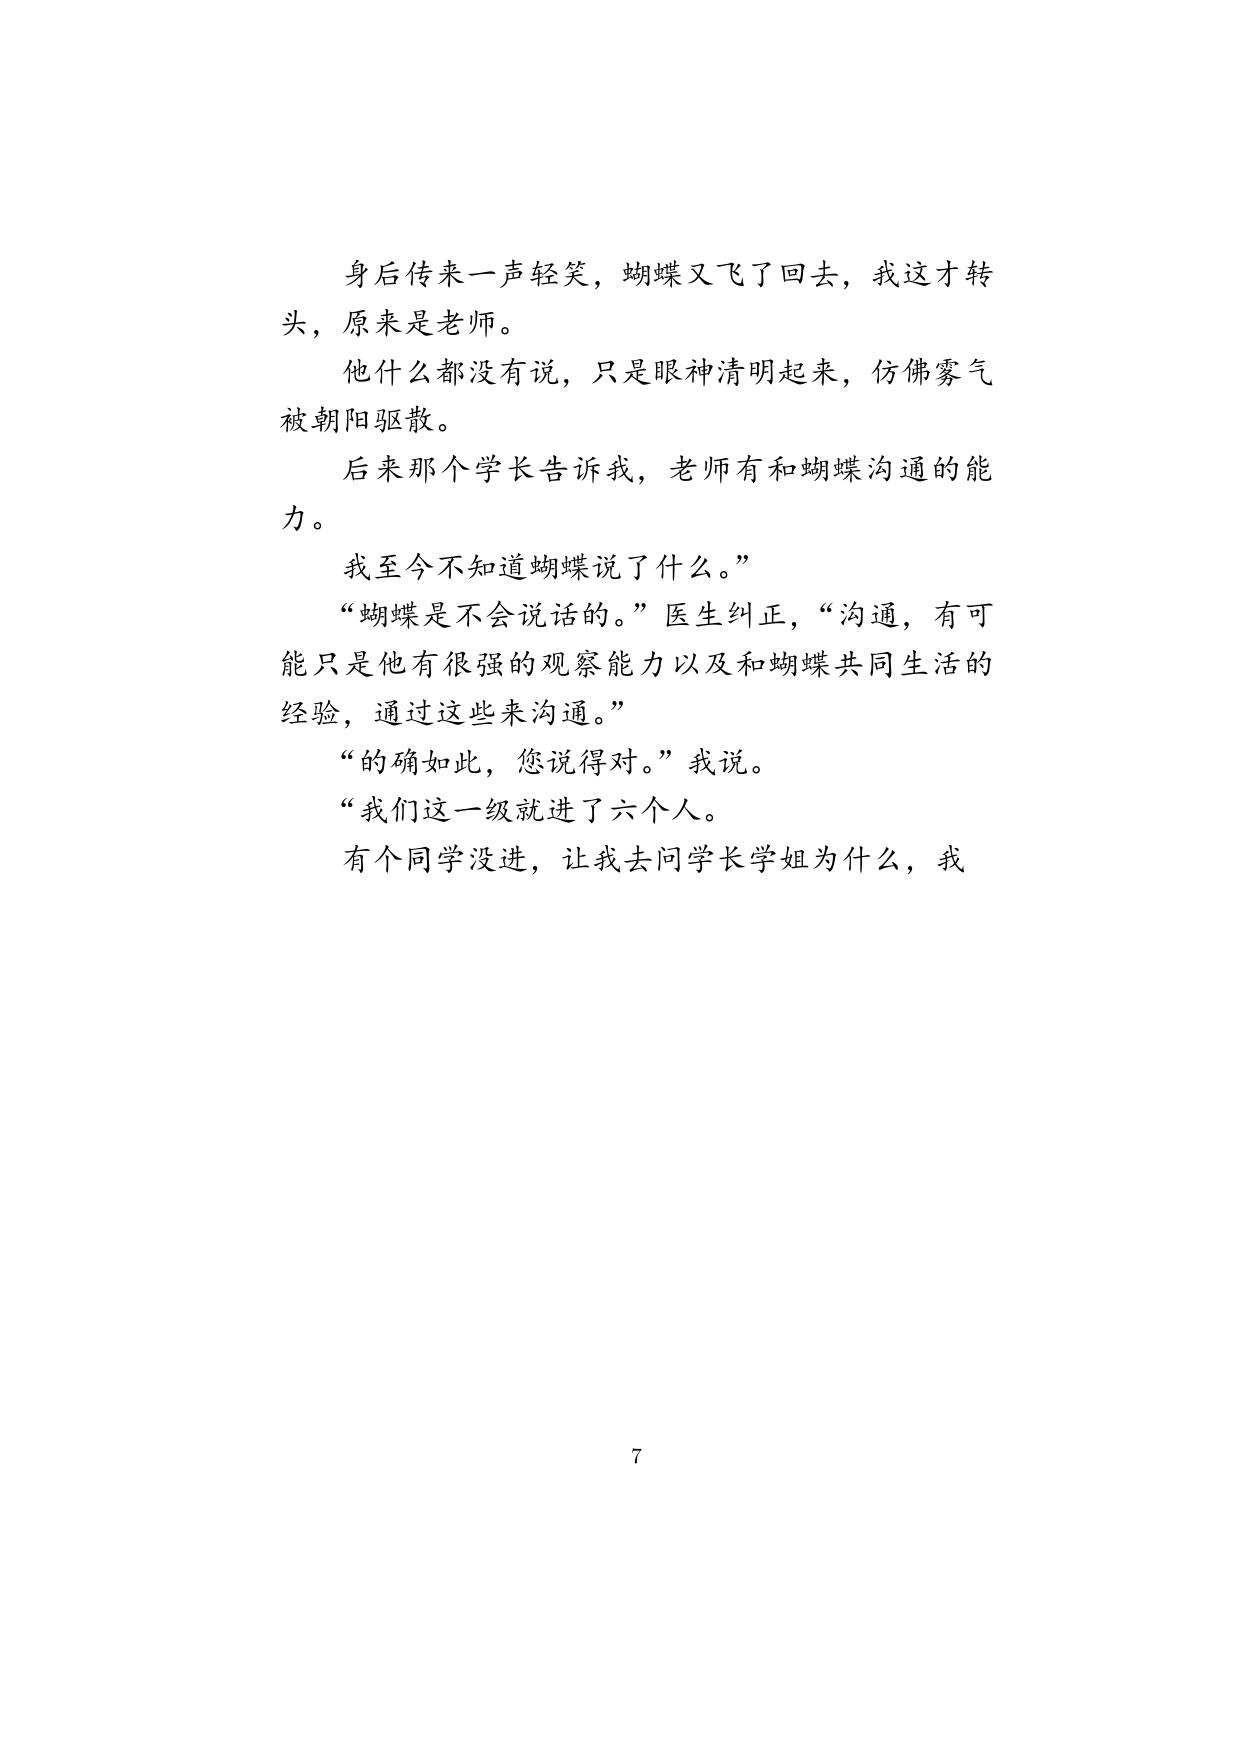 身后传来一声轻笑，蝴蝶又飞了回去，我这才转
头，原来是老师。
他什么都没有说，只是眼神清明起来，仿佛雾气
被朝阳驱散。
后来那个学长告诉我，老师有和蝴蝶沟通的能
力。
我至今不知道蝴蝶说了什么。”
“蝴蝶是不会说话的。”医生纠正，“沟通，有可
能只是他有很强的观察能力以及和蝴蝶共同生活的
经验，通过这些来沟通。”
“的确如此，您说得对。”我说。
“我们这一级就进了六个人。
有个同学没进，让我去问学长学姐为什么，我
7